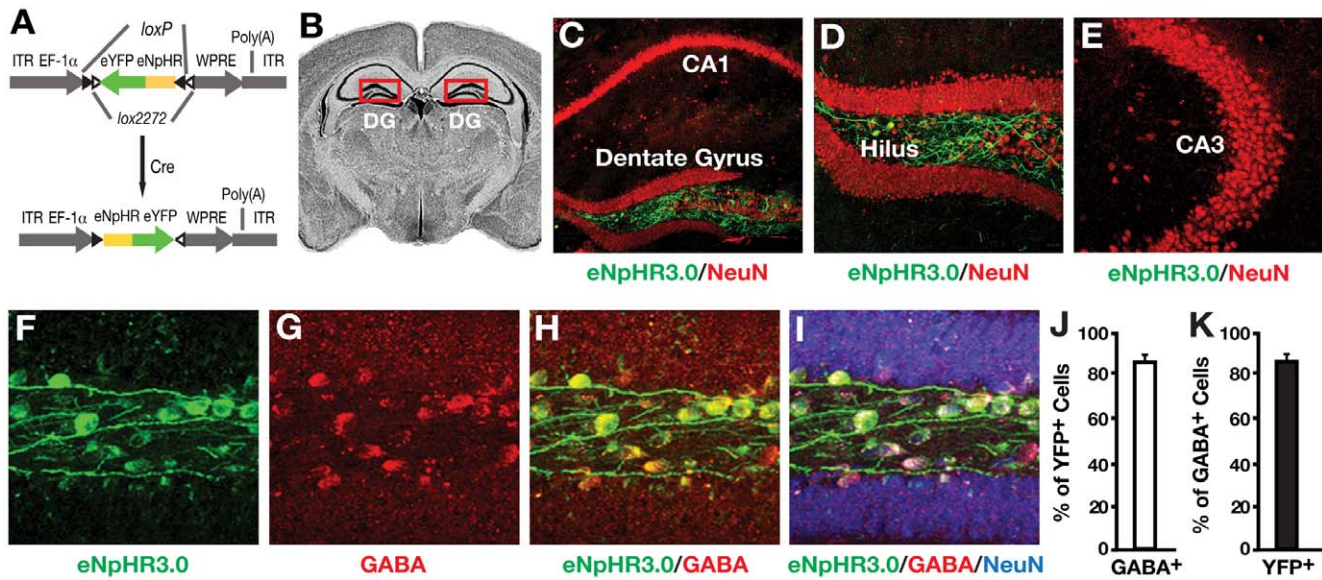 A
loxP
Poly(A)
ITR EF-1α eYFP eNpHR WPRE ITR
lox2272
Cre
Poly(A)
ITR EF-1α eNpHR eYFP WPRE ITR
B
DG DG
C
CA1
Dentate Gyrus
eNpHR3.0/NeuN
D
Hilus
eNpHR3.0/NeuN
E
CA3
eNpHR3.0/NeuN
F
eNpHR3.0
G
GABA
H
eNpHR3.0/GABA
I
eNpHR3.0/GABA/NeuN
J
% of YFP+ Cells
100
80
60
40
20
0
GABA+
K
% of GABA+ Cells
100
80
60
40
20
0
YFP+